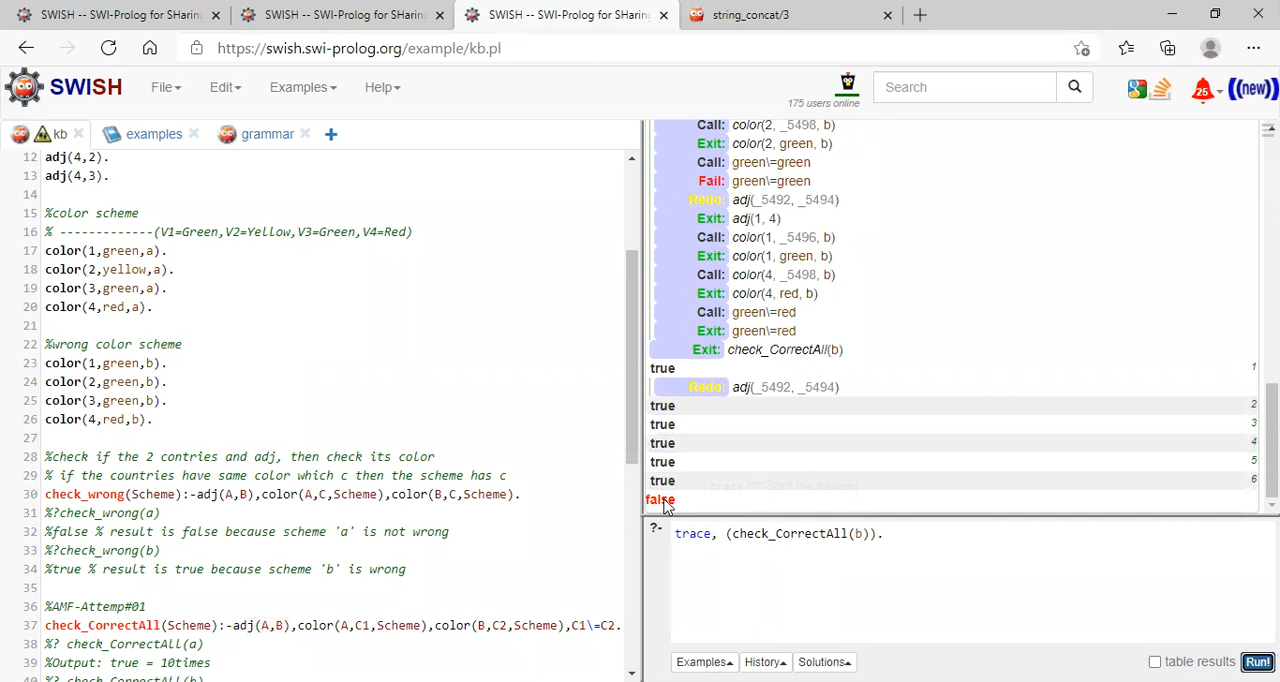 SWISH -- SWI-Prolog for SHaring
SWISH -- SWI-Prolog for SHaring
SWISH -- SWI-Prolog for SHaring
string_concat/3
https://swish.swi-prolog.org/example/kb.pl
SWISH
File
Edit
Examples
Help
175 users online
Search
25
((new))
kb
examples
grammar
12 adj(4,2).
13 adj(4,3).
14
15 %color scheme
16 % -------------(V1=Green,V2=Yellow,V3=Green,V4=Red)
17 color(1,green,a).
18 color(2,yellow,a).
19 color(3,green,a).
20 color(4,red,a).
21
22 %wrong color scheme
23 color(1,green,b).
24 color(2,green,b).
25 color(3,green,b).
26 color(4,red,b).
27
28 %check if the 2 contries and adj, then check its color
29 % if the countries have same color which c then the scheme has c
30 check_wrong(Scheme):-adj(A,B),color(A,C,Scheme),color(B,C,Scheme).
31 %?check_wrong(a)
32 %false % result is false because scheme 'a' is not wrong
33 %?check_wrong(b)
34 %true % result is true because scheme 'b' is wrong
35
36 %AMF-Attemp#01
37 check_CorrectAll(Scheme):-adj(A,B),color(A,C1,Scheme),color(B,C2,Scheme),C1\=C2.
38 %? check_CorrectAll(a)
39 %Output: true = 10times
%? check_CorrectAll(b)
Call: color(2, _5498, b)
Exit: color(2, green, b)
Call: green\=green
Fail: green\=green
Redo: adj(_5492, _5494)
Exit: adj(1, 4)
Call: color(1, _5496, b)
Exit: color(1, green, b)
Call: color(4, _5498, b)
Exit: color(4, red, b)
Call: green\=red
Exit: green\=red
Exit: check_CorrectAll(b)
true 1
Redo: adj(_5492, _5494)
true 2
true 3
true 4
true 5
true 6
false
?- trace, (check_CorrectAll(b)).
Examples
History
Solutions
table results
Run!